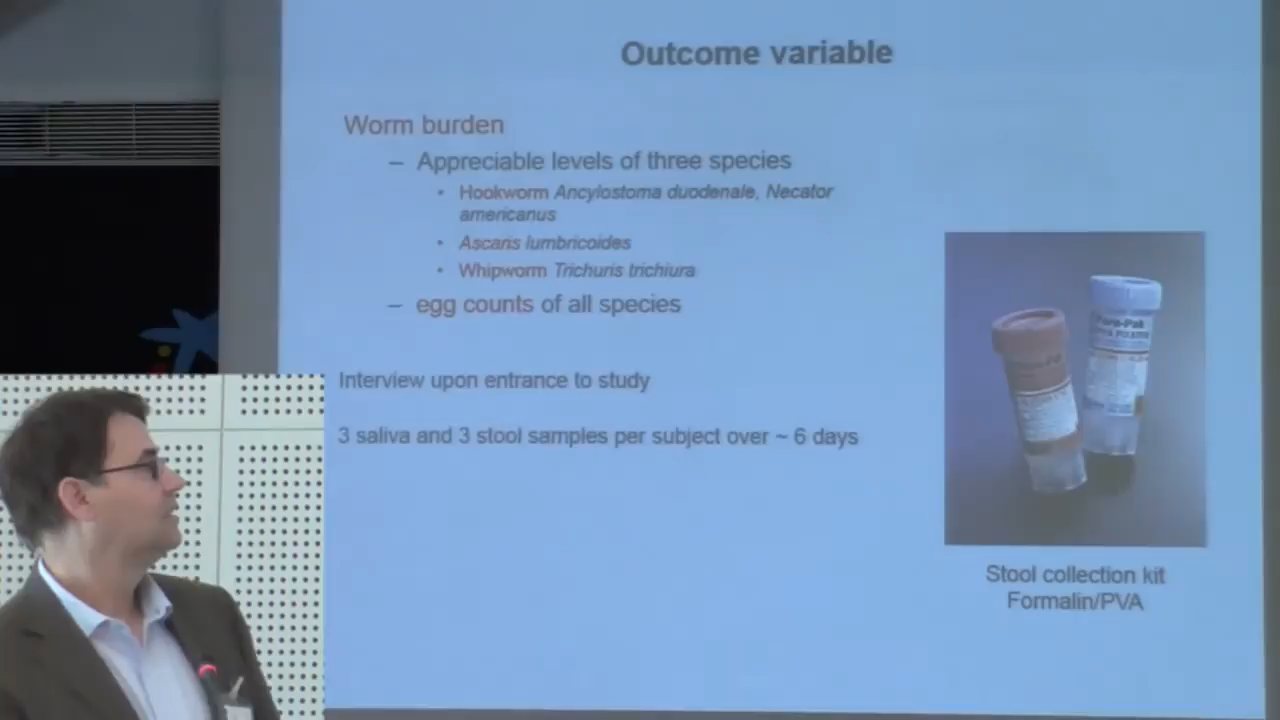 Outcome variable
Worm burden
– Appreciable levels of three species
• Hookworm Ancylostoma duodenale, Necator
americanus
• Ascaris lumbricoides
• Whipworm Trichuris trichiura
– egg counts of all species
Interview upon entrance to study
3 saliva and 3 stool samples per subject over ~ 6 days
Para-Pak
Stool collection kit
Formalin/PVA